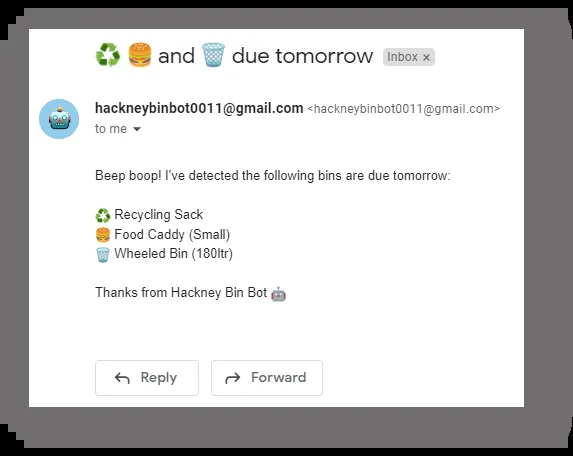 ♻️ 🍔 and 🗑️ due tomorrow Inbox ×
hackneybinbot0011@gmail.com <hackneybinbot0011@gmail.com>
to me
Beep boop! I've detected the following bins are due tomorrow:
♻️ Recycling Sack
🍔 Food Caddy (Small)
🗑️ Wheeled Bin (180ltr)
Thanks from Hackney Bin Bot 🤖
Reply Forward